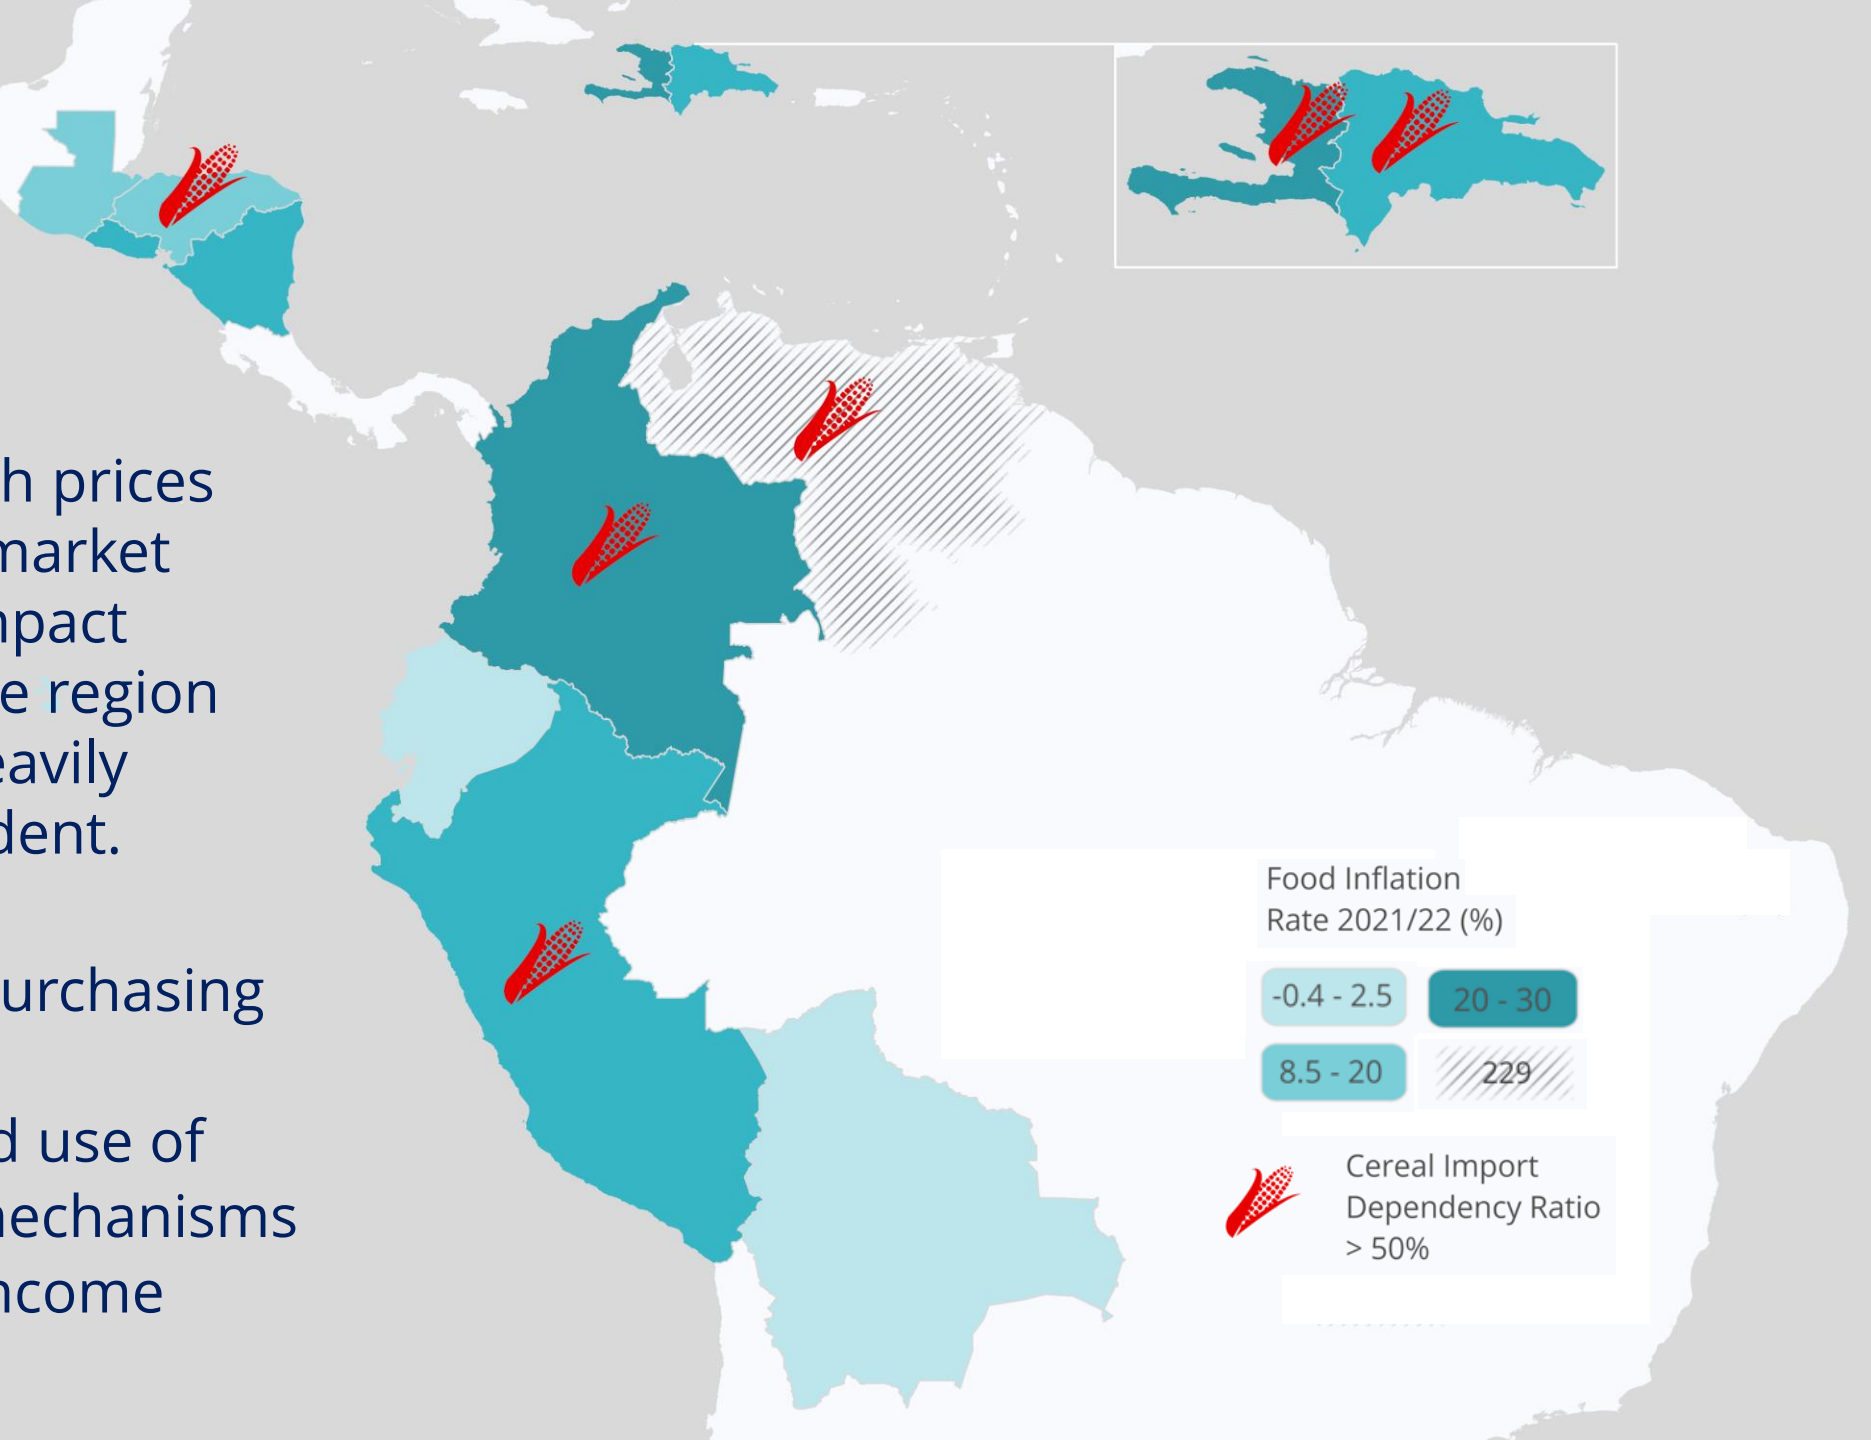 h prices
market
npact
e region
eavily
dent.
urchasing
d use of
nechanisms
ncome
Food Inflation
Rate 2021/22 (%)
-0.4 - 2.5
20 - 30
8.5 - 20
229
Cereal Import
Dependency Ratio
> 50%